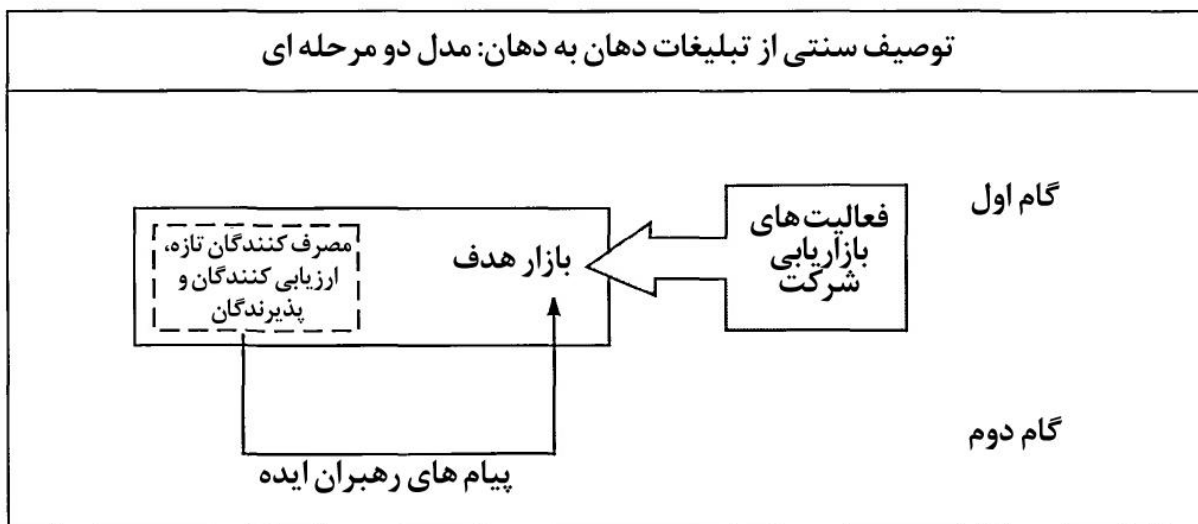 توصیف سنتی از تبلیغات دهان به دهان: مدل دو مرحله ای
گام اول
فعالیت‌های
بازاریابی
شرکت
بازار هدف
مصرف کنندگان تازه،
ارزیابی کنندگان و
پذیرندگان
گام دوم
پیام های رهبران ایده